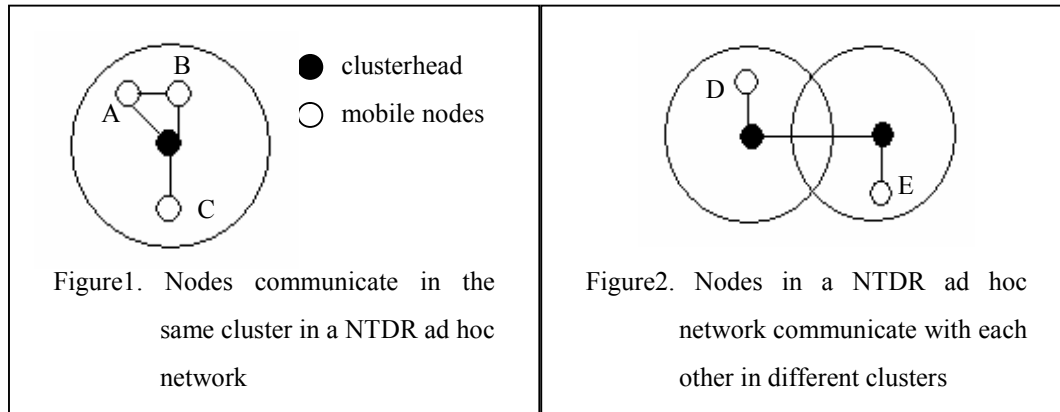 B
A
C
clusterhead
mobile nodes
Figure1. Nodes communicate in the
same cluster in a NTDR ad hoc
network
D
E
Figure2. Nodes in a NTDR ad hoc
network communicate with each
other in different clusters